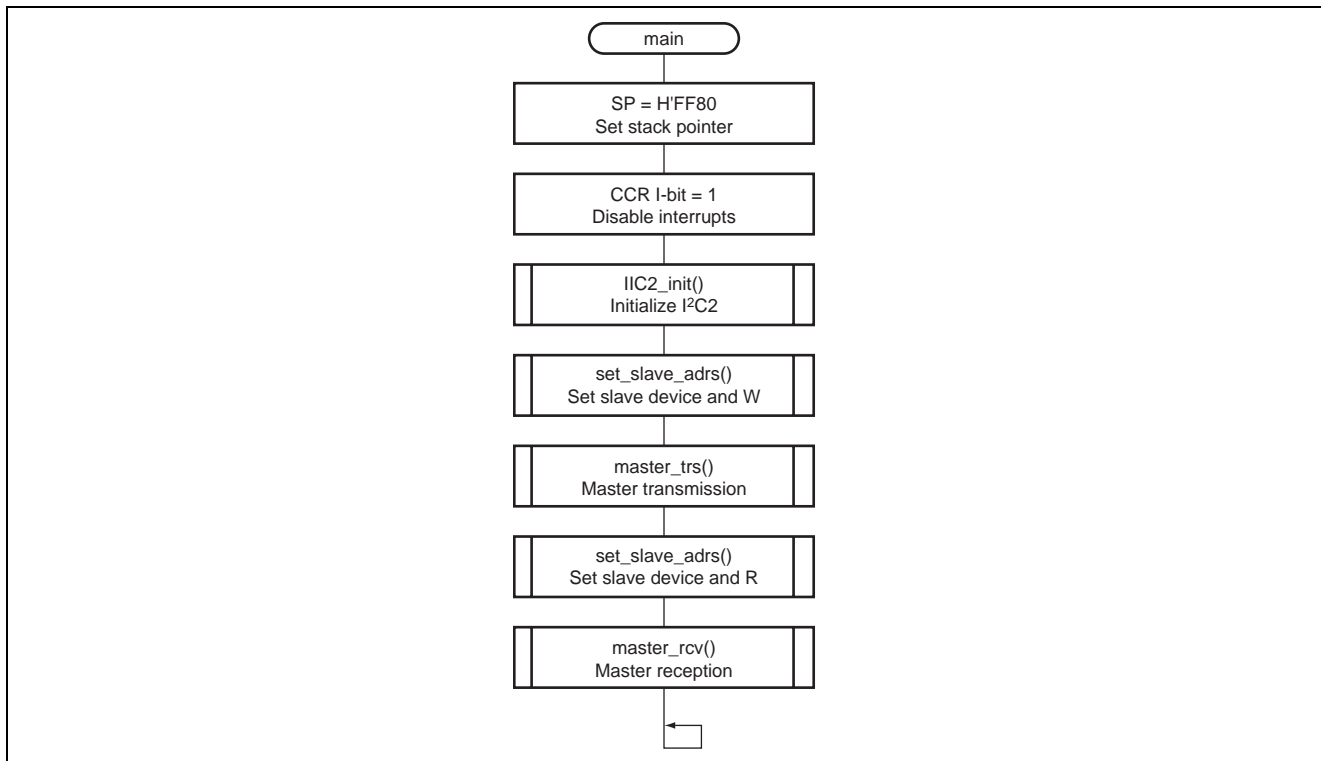 main
SP = H'FF80
Set stack pointer
CCR I-bit = 1
Disable interrupts
IIC2_init()
Initialize I²C2
set_slave_adrs()
Set slave device and W
master_trs()
Master transmission
set_slave_adrs()
Set slave device and R
master_rcv()
Master reception